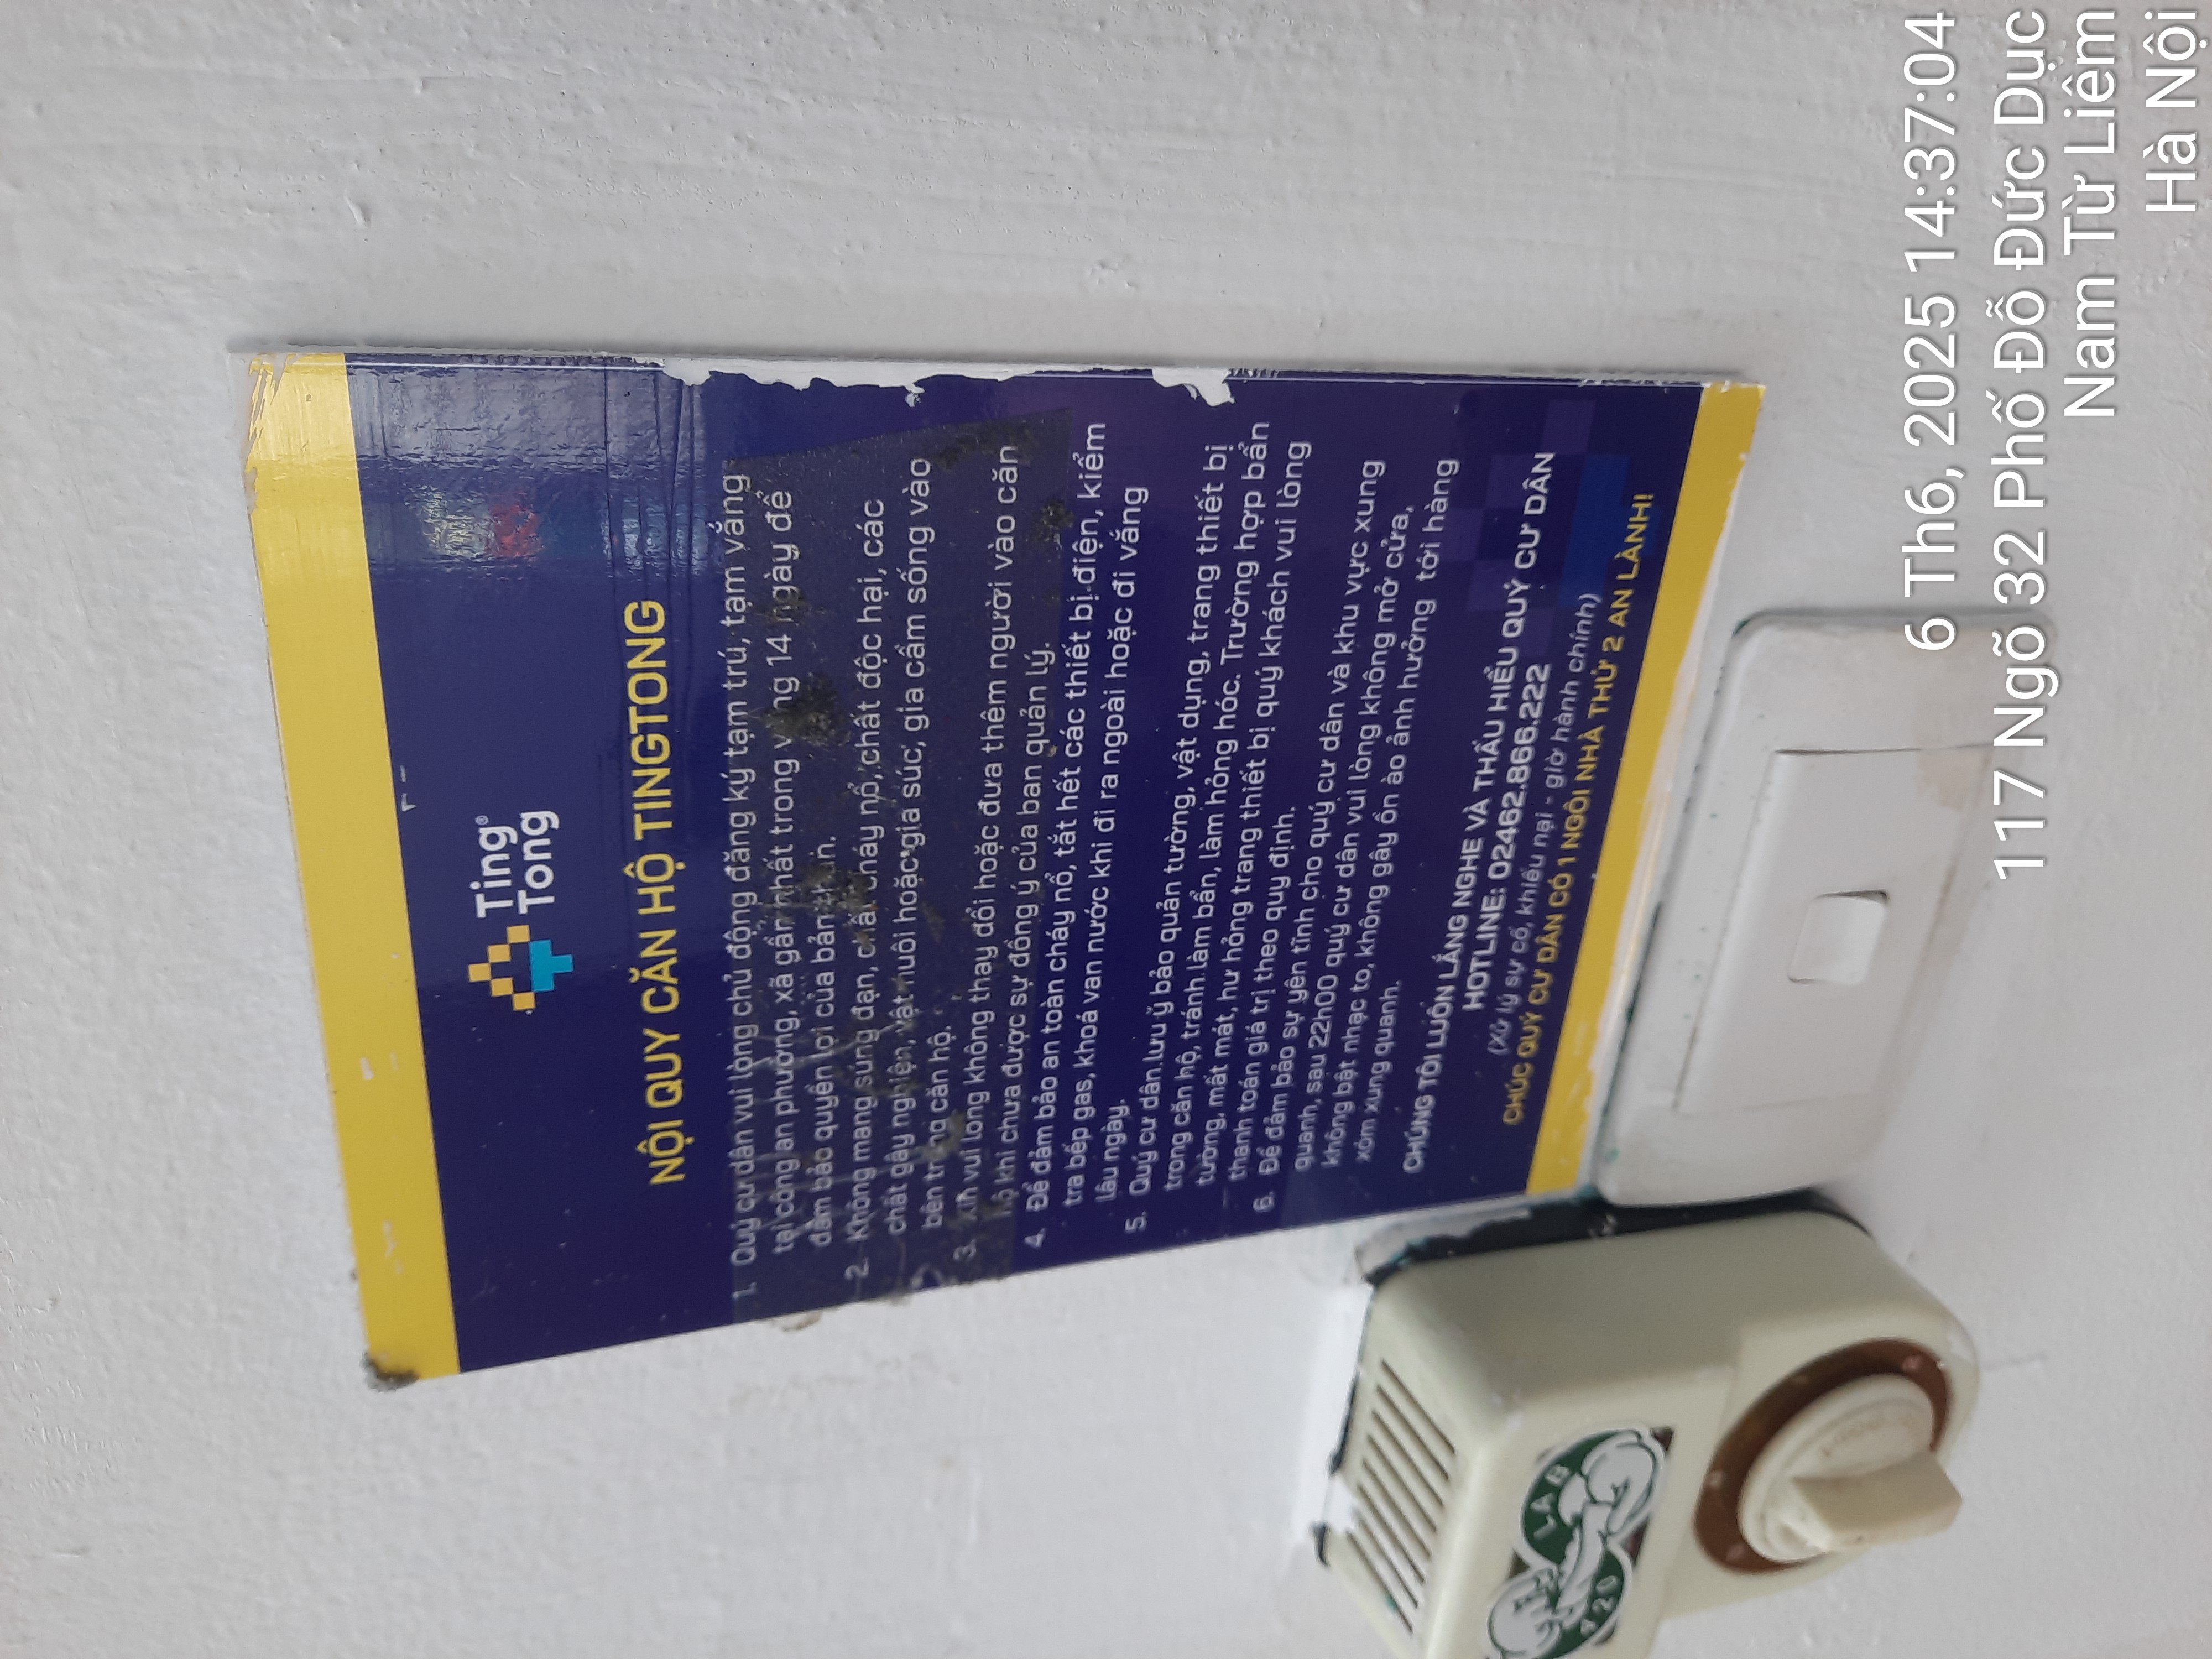 Ting®
Tong
NỘI QUY CĂN HỘ TINGTONG
1. Quý cư dân vui lòng chủ động đăng ký tạm trú, tạm vắng
tại công an phường, xã gần nhất trong vòng 14 ngày để
đảm bảo quyền lợi của bản thân.
2. Không mang súng đạn, chất cháy nổ, chất độc hại, các
chất gây nghiện, vật nuôi hoặc gia súc, gia cầm sống vào
bên trong căn hộ.
3. Xin vui long không thay đổi hoặc đưa thêm người vào căn
hộ khi chưa được sự đồng ý của ban quản lý.
4. Để đảm bảo an toàn cháy nổ, tắt hết các thiết bị điện, kiểm
tra bếp gas, khoá van nước khi đi ra ngoài hoặc đi vắng
lâu ngày.
5. Quý cư dân lưu ý bảo quản tường, vật dụng, trang thiết bị
trong căn hộ, tránh làm bẩn, làm hỏng hóc. Trường hợp bẩn
tường, mất mát, hư hỏng trang thiết bị quý khách vui lòng
thanh toán giá trị theo quy định.
6. Để đảm bảo sự yên tĩnh cho quý cư dân và khu vực xung
quanh, sau 22h00 quý cư dân vui lòng không mở cửa,
không bật nhạc to, không gây ồn ào ảnh hưởng tới hàng
xóm xung quanh.
CHÚNG TÔI LUÔN LẮNG NGHE VÀ THẤU HIỂU QUÝ CƯ DÂN
HOTLINE: 02462.866.222
(Xử lý sự cố, khiếu nại - giờ hành chính)
CHÚC QUÝ CƯ DÂN CÓ 1 NGÔI NHÀ THỨ 2 AN LÀNH!
LAB
420
6 Th6, 2025 14:37:04
117 Ngõ 32 Phố Đỗ Đức Dục
Nam Từ Liêm
Hà Nội